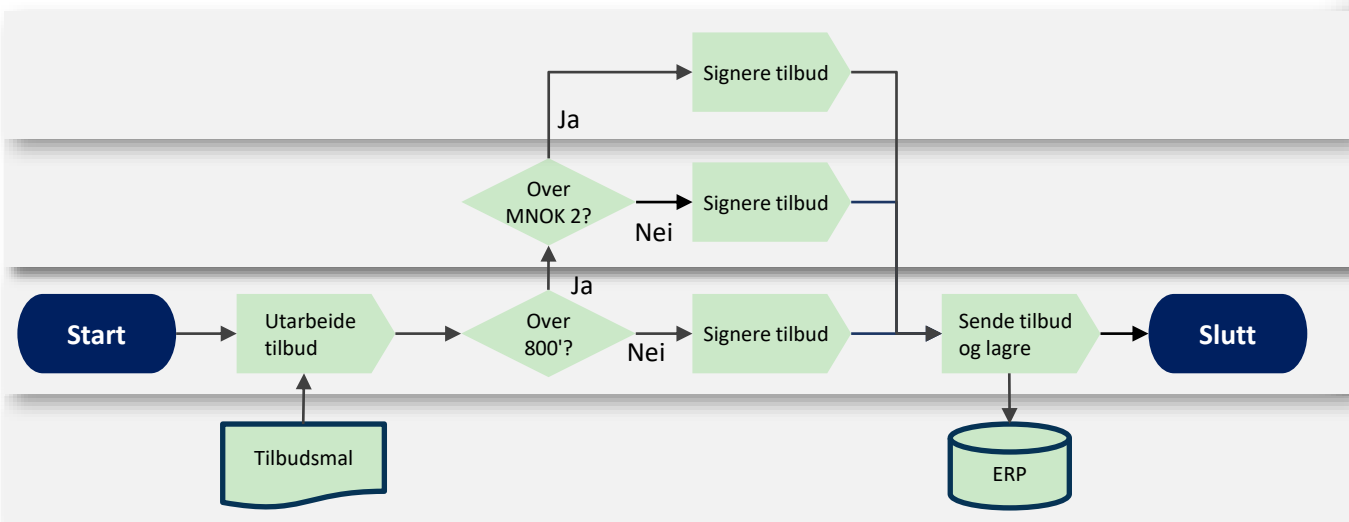 Signere tilbud
Ja
Over
MNOK 2?
Nei
Signere tilbud
Ja
Start
Utarbeide
tilbud
Over
800'?
Nei
Signere tilbud
Sende tilbud
og lagre
Slutt
Tilbudsmal
ERP